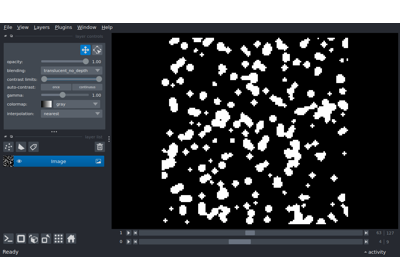 File View Layers Plugins Window Help
opacity: 1.00
blending: translucent_no_depth
contrast limits:
auto-contrast: once continuous
gamma: 1.00
colormap: gray
interpolation: nearest
Image
1
0
Ready
activity